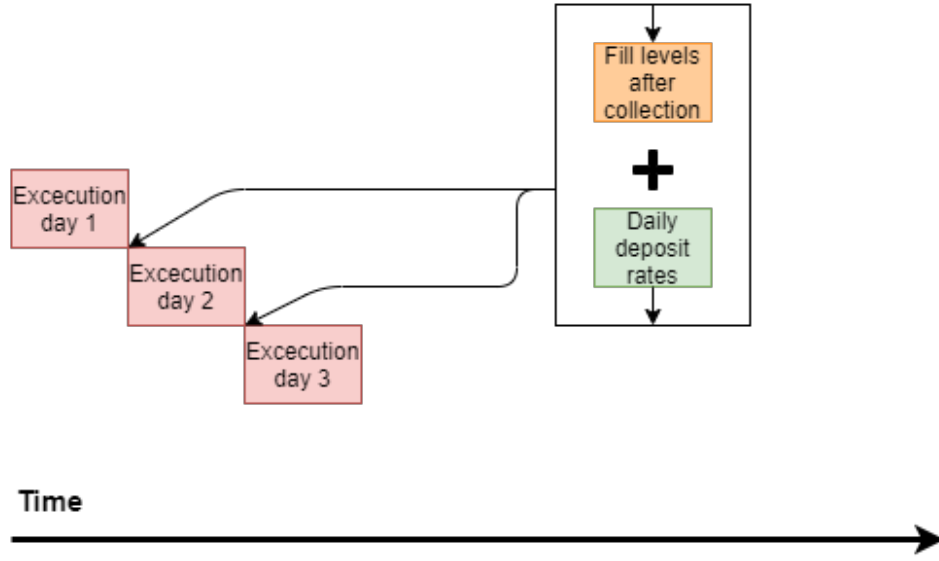 Fill levels
after
collection
Excecution
day 1
Daily
deposit
rates
Excecution
day 2
Excecution
day 3
Time